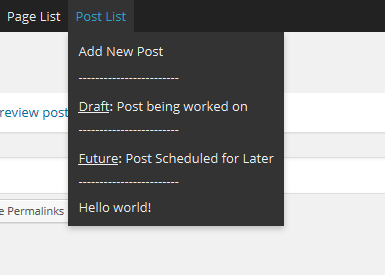 Page List Post List
Add New Post
------------------------
Draft: Post being worked on
------------------------
review post
Future: Post Scheduled for Later
------------------------
Hello world!
e Permalinks